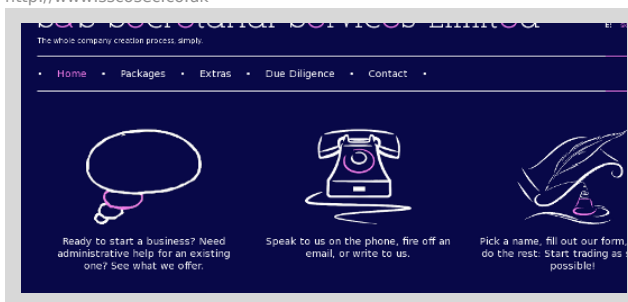 The whole company creation process, simply.
• Home • Packages • Extras • Due Diligence • Contact •
Ready to start a business? Need
administrative help for an existing
one? See what we offer.
Speak to us on the phone, fire off an
email, or write to us.
Pick a name, fill out our form,
do the rest: Start trading as
possible!